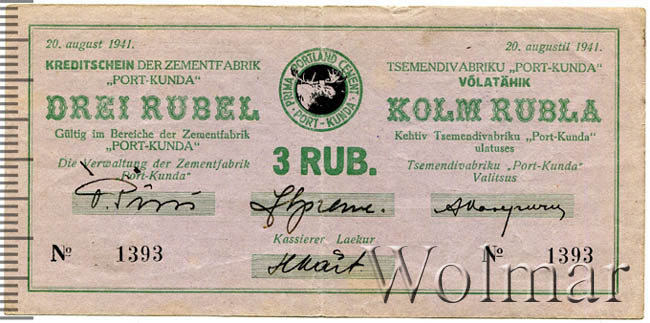 20. august 1941.
KREDITSCHEIN DER ZEMENTFABRIK
„PORT-KUNDA“
DREI RUBEL
Gültig im Bereiche der Zementfabrik
„PORT-KUNDA“
Die Verwaltung der Zementfabrik
„Port-Kunda“
PRIMA PORTLAND CEMENT
PORT-KUNDA
3 RUB.
20. augustil 1941.
TSEMENDIVABRIKU „PORT-KUNDA“
VÕLATÄHIK
KOLM RUBLA
Kehtiv Tsemendivabriku „Port-Kunda“
ulatuses
Tsemendivabriku „Port-Kunda“
Valitsus
Kassierer Laekur
№ 1393
№ 1393
Wolmar